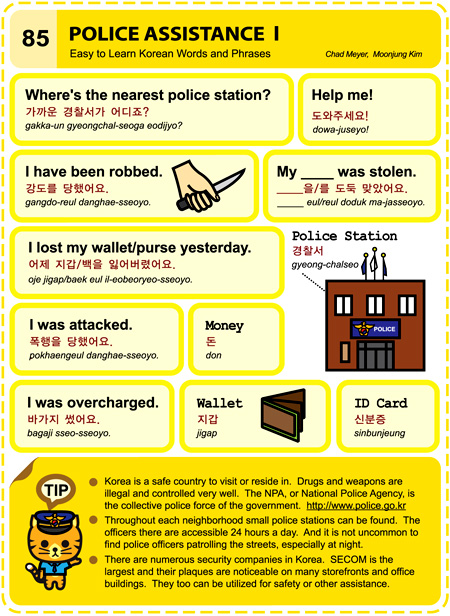 85
POLICE ASSISTANCE I
Easy to Learn Korean Words and Phrases
Chad Meyer, Moonjung Kim
Where's the nearest police station?
가까운 경찰서가 어디죠?
gakka-un gyeongchal-seoga eodijyo?
Help me!
도와주세요!
dowa-juseyo!
I have been robbed.
강도를 당했어요.
gangdo-reul danghae-sseoyo.
My ____ was stolen.
____을/를 도둑 맞았어요.
____ eul/reul doduk ma-jasseoyo.
I lost my wallet/purse yesterday.
어제 지갑/백을 잃어버렸어요.
oje jigap/baek eul il-eobeoryeo-sseoyo.
Police Station
경찰서
gyeong-chalseo
POLICE
I was attacked.
폭행을 당했어요.
pokhaengeul danghae-sseoyo.
Money
돈
don
I was overcharged.
바가지 썼어요.
bagaji sseo-sseoyo.
Wallet
지갑
jigap
ID Card
신분증
sinbunjeung
TIP
Korea is a safe country to visit or reside in. Drugs and weapons are
illegal and controlled very well. The NPA, or National Police Agency, is
the collective police force of the government. http://www.police.go.kr
Throughout each neighborhood small police stations can be found. The
officers there are accessible 24 hours a day. And it is not uncommon to
find police officers patrolling the streets, especially at night.
There are numerous security companies in Korea. SECOM is the
largest and their plaques are noticeable on many storefronts and office
buildings. They too can be utilized for safety or other assistance.